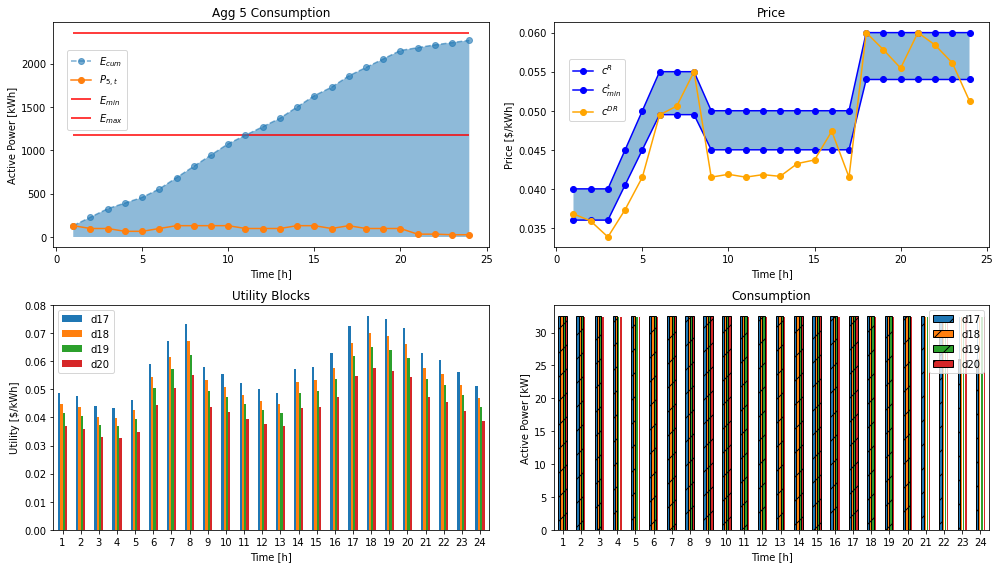 Agg 5 Consumption
Active Power [kWh]
2000
1500
1000
500
0
E_cum
P_5,t
E_min
E_max
0 5 10 15 20 25
Time [h]
Price
Price [$/kWh]
0.060
0.055
0.050
0.045
0.040
0.035
c^R
c^t_min
c^DR
0 5 10 15 20 25
Time [h]
Utility Blocks
Utility [$/kWh]
0.08
0.07
0.06
0.05
0.04
0.03
0.02
0.01
0.00
d17
d18
d19
d20
1 2 3 4 5 6 7 8 9 10 11 12 13 14 15 16 17 18 19 20 21 22 23 24
Time [h]
Consumption
Active Power [kW]
30
25
20
15
10
5
0
d17
d18
d19
d20
1 2 3 4 5 6 7 8 9 10 11 12 13 14 15 16 17 18 19 20 21 22 23 24
Time [h]